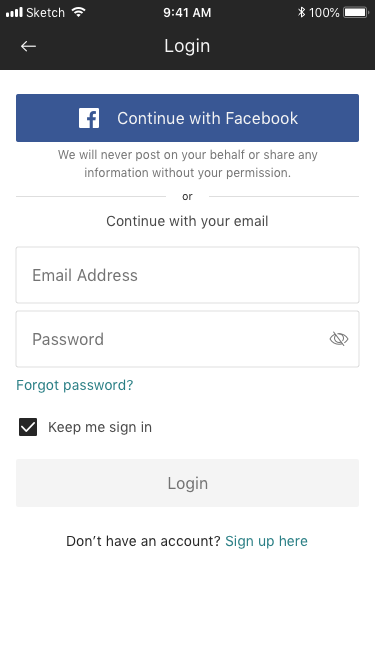 Sketch 9:41 AM 100%
Login
Continue with Facebook
We will never post on your behalf or share any
information without your permission.
or
Continue with your email
Email Address
Password
Forgot password?
Keep me sign in
Login
Don’t have an account? Sign up here